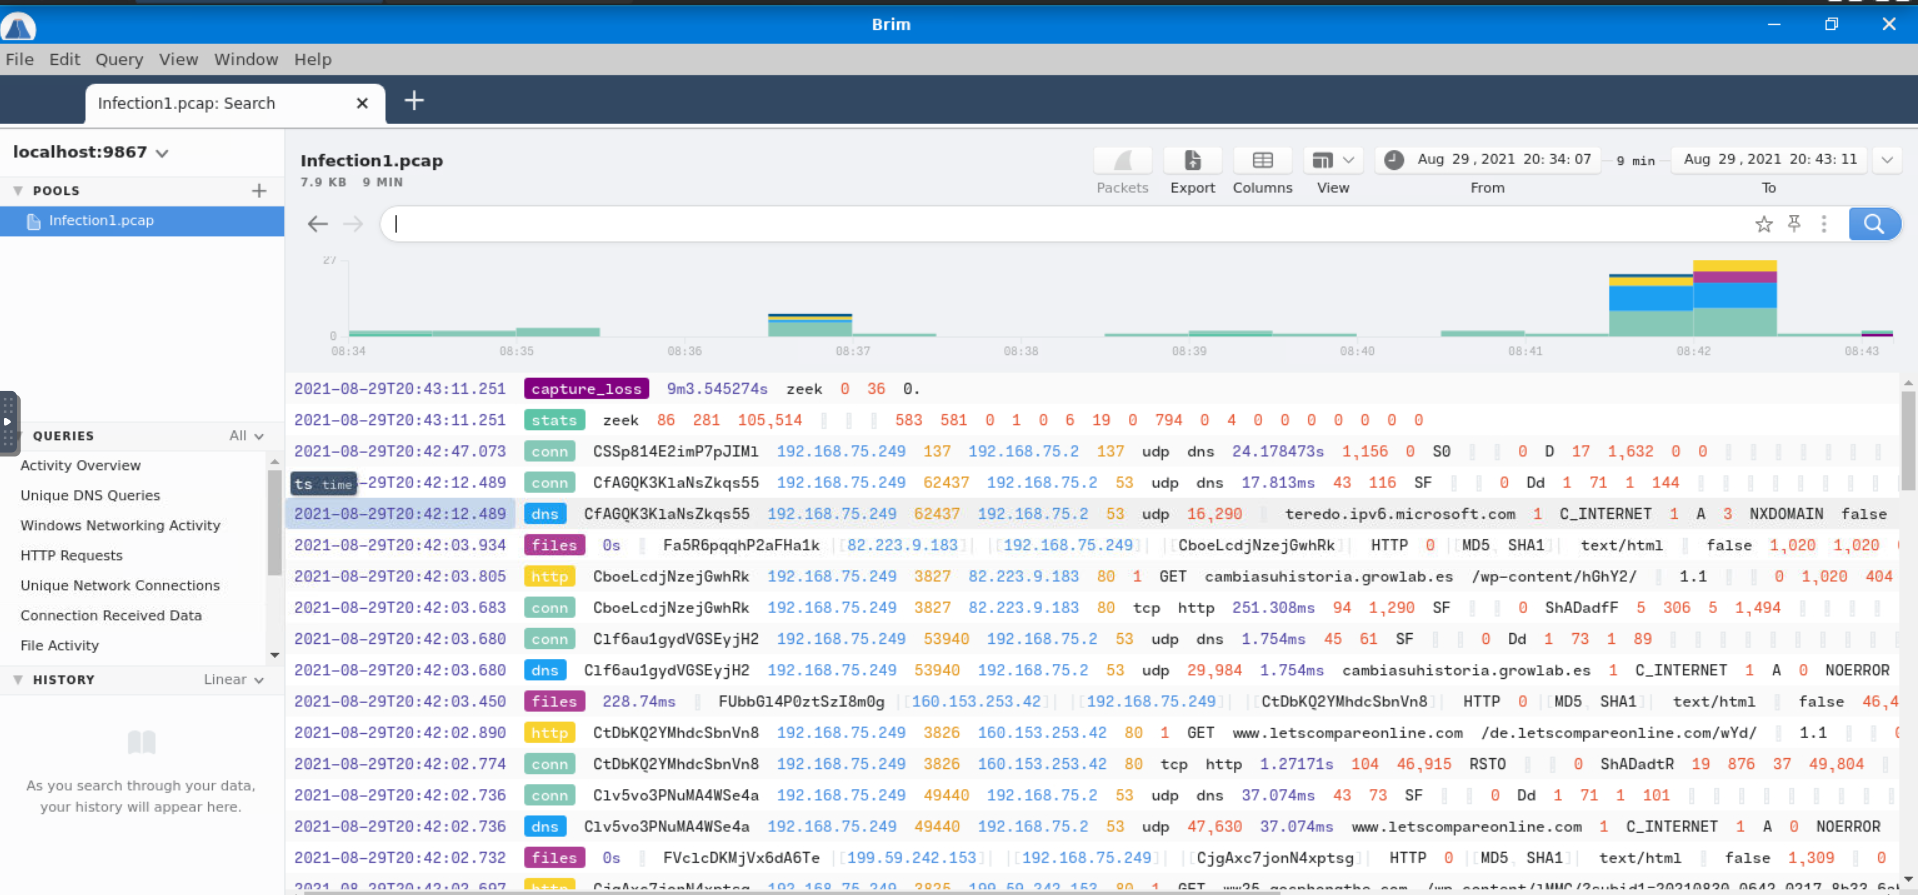 Brim
File Edit Query View Window Help
Infection1.pcap: Search
localhost:9867
POOLS
Infection1.pcap
QUERIES All
Activity Overview
Unique DNS Queries
Windows Networking Activity
HTTP Requests
Unique Network Connections
Connection Received Data
File Activity
HISTORY Linear
As you search through your data,
your history will appear here.
Infection1.pcap
7.9 KB 9 MIN
Packets Export Columns View
Aug 29 , 2021 20: 34: 07 9 min Aug 29 , 2021 20: 43: 11
From To
27
0
08:34 08:35 08:36 08:37 08:38 08:39 08:40 08:41 08:42 08:43
2021-08-29T20:43:11.251 capture_loss 9m3.545274s zeek 0 36 0.
2021-08-29T20:43:11.251 stats zeek 86 281 105,514 583 581 0 1 0 6 19 0 794 0 4 0 0 0 0 0 0 0
2021-08-29T20:42:47.073 conn CSSp814E2imP7pJIMl 192.168.75.249 137 192.168.75.2 137 udp dns 24.178473s 1,156 0 S0 0 D 17 1,632 0 0
ts time -29T20:42:12.489 conn CfAGQK3KlaNsZkqs55 192.168.75.249 62437 192.168.75.2 53 udp dns 17.813ms 43 116 SF 0 Dd 1 71 1 144
2021-08-29T20:42:12.489 dns CfAGQK3KlaNsZkqs55 192.168.75.249 62437 192.168.75.2 53 udp 16,290 teredo.ipv6.microsoft.com 1 C_INTERNET 1 A 3 NXDOMAIN false
2021-08-29T20:42:03.934 files 0s Fa5R6pqqhP2aFHa1k |[82.223.9.183]| |[192.168.75.249]| |[CboeLcdjNzejGwhRk]| HTTP 0 |[MD5, SHA1]| text/html false 1,020 1,020
2021-08-29T20:42:03.805 http CboeLcdjNzejGwhRk 192.168.75.249 3827 82.223.9.183 80 1 GET cambiasuhistoria.growlab.es /wp-content/hGhY2/ 1.1 0 1,020 404
2021-08-29T20:42:03.683 conn CboeLcdjNzejGwhRk 192.168.75.249 3827 82.223.9.183 80 tcp http 251.308ms 94 1,290 SF 0 ShADadfF 5 306 5 1,494
2021-08-29T20:42:03.680 conn Clf6au1gydVGSEyjH2 192.168.75.249 53940 192.168.75.2 53 udp dns 1.754ms 45 61 SF 0 Dd 1 73 1 89
2021-08-29T20:42:03.680 dns Clf6au1gydVGSEyjH2 192.168.75.249 53940 192.168.75.2 53 udp 29,984 1.754ms cambiasuhistoria.growlab.es 1 C_INTERNET 1 A 0 NOERROR
2021-08-29T20:42:03.450 files 228.74ms FUbbGl4P0ztSzI8m0g |[160.153.253.42]| |[192.168.75.249]| |[CtDbKQ2YMhdcSbnVn8]| HTTP 0 |[MD5, SHA1]| text/html false 46,4
2021-08-29T20:42:02.890 http CtDbKQ2YMhdcSbnVn8 192.168.75.249 3826 160.153.253.42 80 1 GET www.letscompareonline.com /de.letscompareonline.com/wYd/ 1.1
2021-08-29T20:42:02.774 conn CtDbKQ2YMhdcSbnVn8 192.168.75.249 3826 160.153.253.42 80 tcp http 1.27171s 104 46,915 RSTO 0 ShADadtR 19 876 37 49,804
2021-08-29T20:42:02.736 conn Clv5vo3PNuMA4WSe4a 192.168.75.249 49440 192.168.75.2 53 udp dns 37.074ms 43 73 SF 0 Dd 1 71 1 101
2021-08-29T20:42:02.736 dns Clv5vo3PNuMA4WSe4a 192.168.75.249 49440 192.168.75.2 53 udp 47,630 37.074ms www.letscompareonline.com 1 C_INTERNET 1 A 0 NOERROR
2021-08-29T20:42:02.732 files 0s FVclcDKMjVx6dA6Te |[199.59.242.153]| |[192.168.75.249]| |[CjgAxc7jonN4xptsg]| HTTP 0 |[MD5, SHA1]| text/html false 1,309 0
2021-08-29T20:42:02.697 http CjgAxc7jonN4xptsg 192.168.75.249 3825 199.59.242.153 80 1 GET